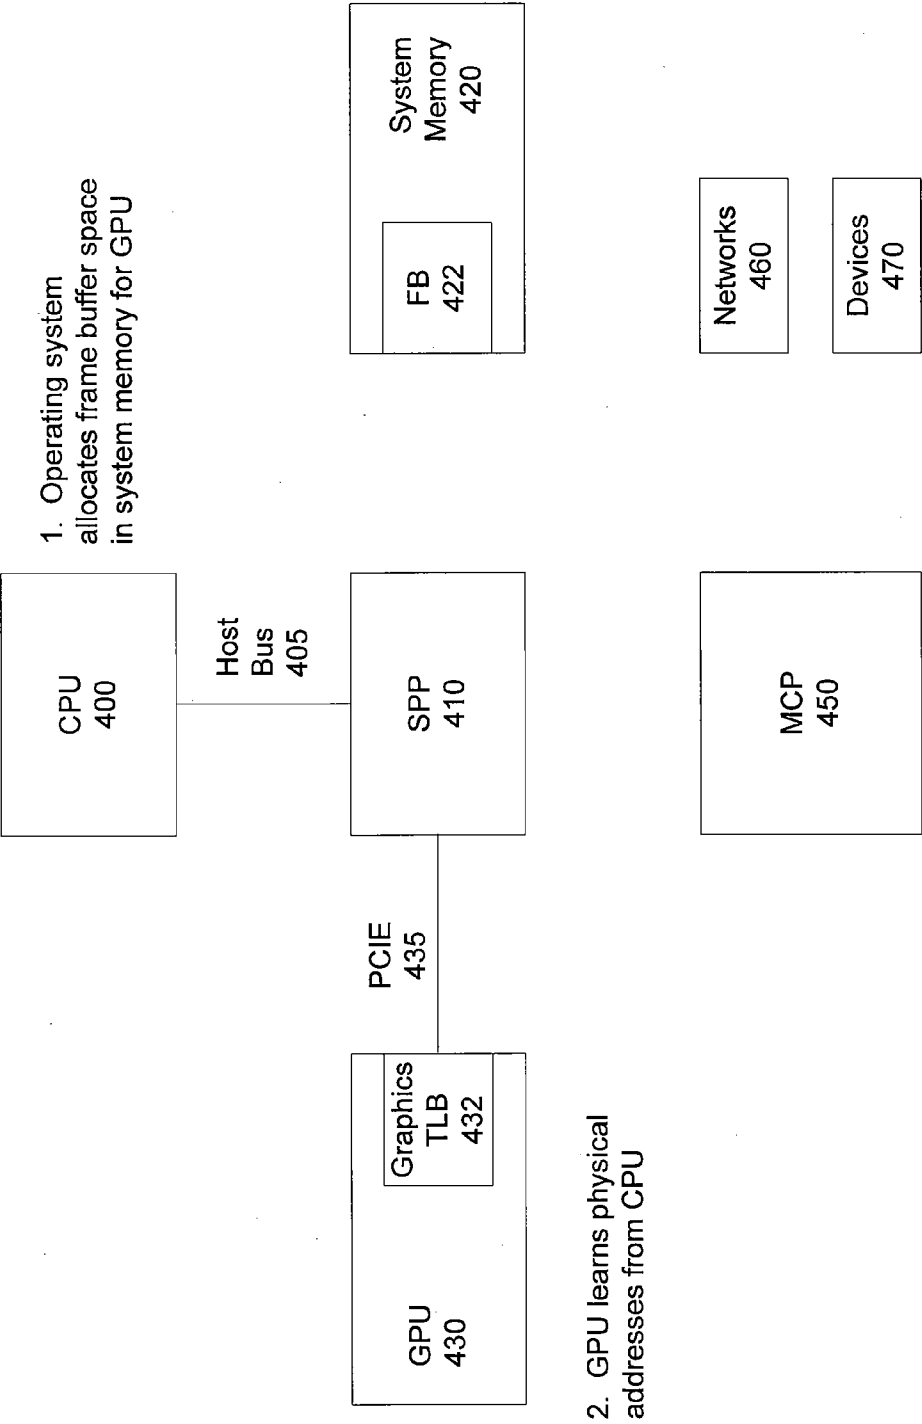 CPU
400
1. Operating system
allocates frame buffer space
in system memory for GPU
Host
Bus
405
GPU
430
Graphics
TLB
432
PCIE
435
SPP
410
FB
422
System
Memory
420
2. GPU learns physical
addresses from CPU
MCP
450
Networks
460
Devices
470